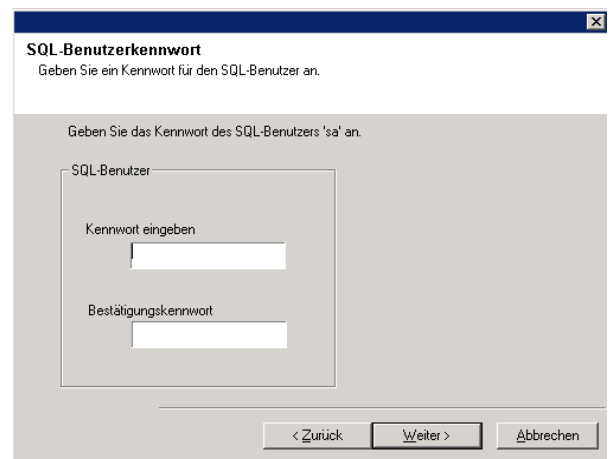 SQL-Benutzerkennwort
Geben Sie ein Kennwort für den SQL-Benutzer an.
Geben Sie das Kennwort des SQL-Benutzers 'sa' an.
SQL-Benutzer
Kennwort eingeben
Bestätigungskennwort
< Zurück
Weiter >
Abbrechen